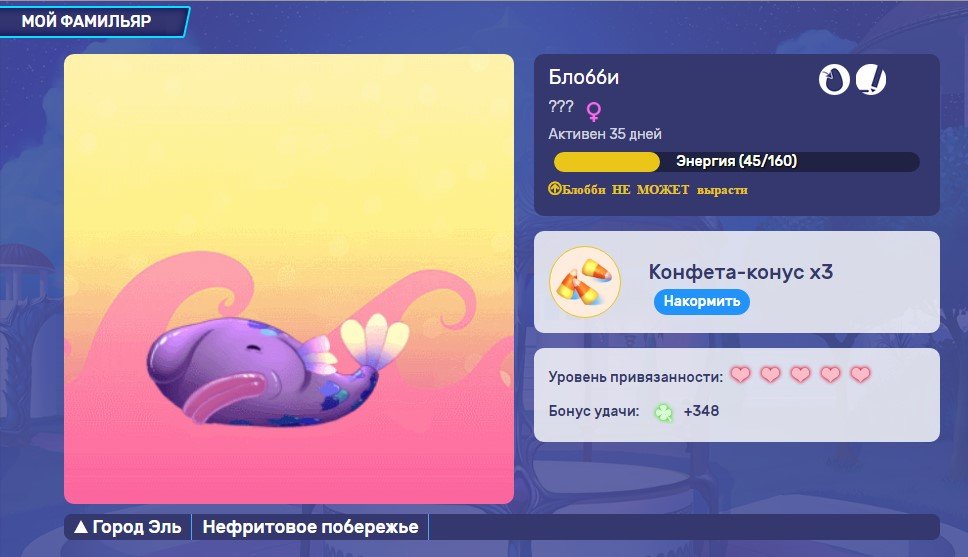 МОЙ ФАМИЛЬЯР
Блобби
???
Активен 35 дней
Энергия (45/160)
Блобби НЕ МОЖЕТ вырасти
Конфета-конус x3
Накормить
Уровень привязанности:
Бонус удачи: +348
Город Эль Нефритовое побережье